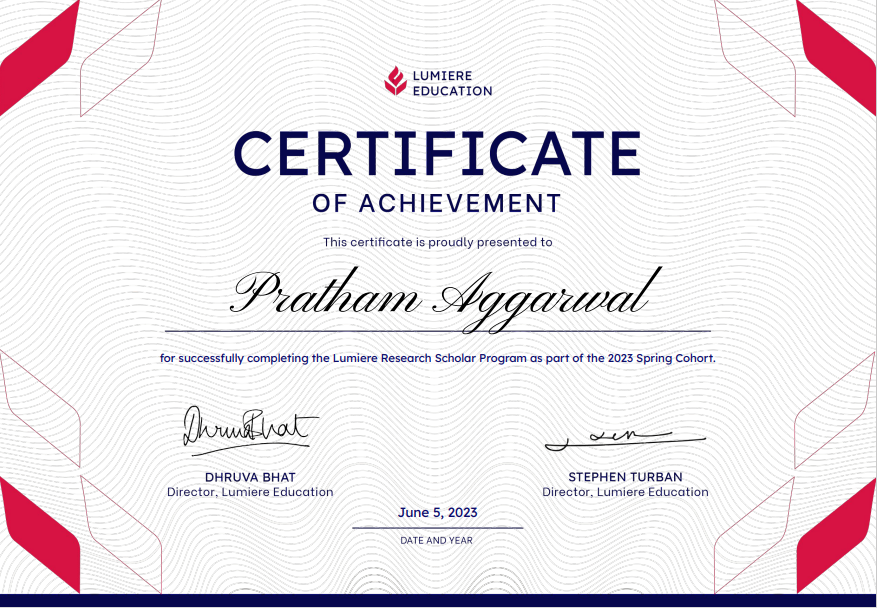 LUMIERE
EDUCATION
CERTIFICATE
OF ACHIEVEMENT
This certificate is proudly presented to
Pratham Aggarwal
for successfully completing the Lumiere Research Scholar Program as part of the 2023 Spring Cohort.
Dhruva Bhat
DHRUVA BHAT
Director, Lumiere Education
STEPHEN TURBAN
Director, Lumiere Education
June 5, 2023
DATE AND YEAR